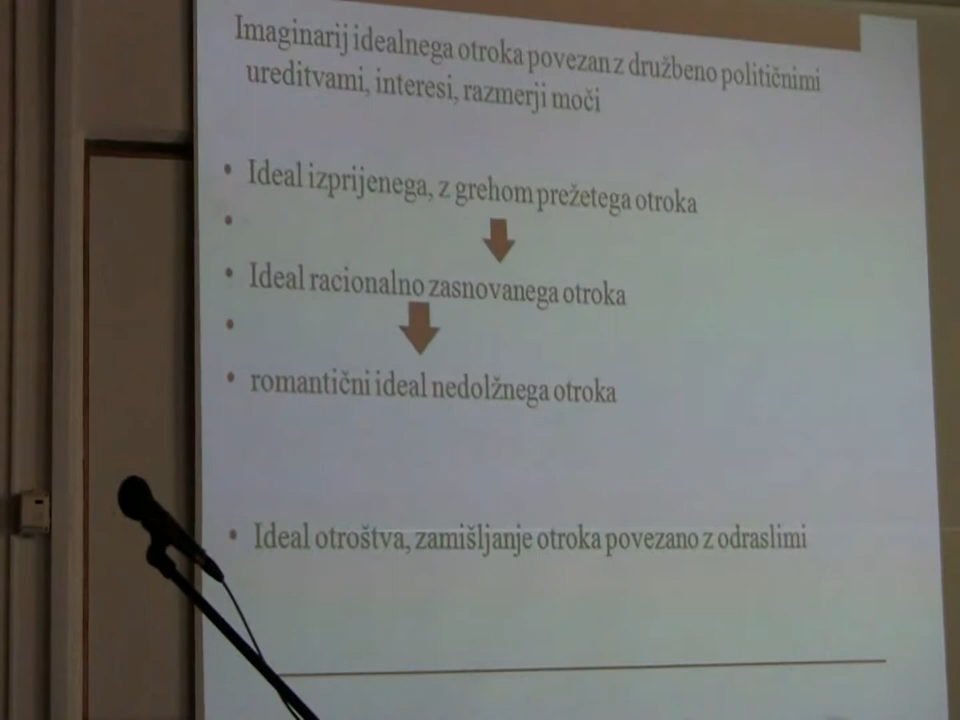 Imaginarij idealnega otroka povezan z družbeno političnimi
ureditvami, interesi, razmerji moči
• Ideal izprijenega, z grehom prežetega otroka
•
• Ideal racionalno zasnovanega otroka
•
• romantični ideal nedolžnega otroka
• Ideal otroštva, zamišljanje otroka povezano z odraslimi